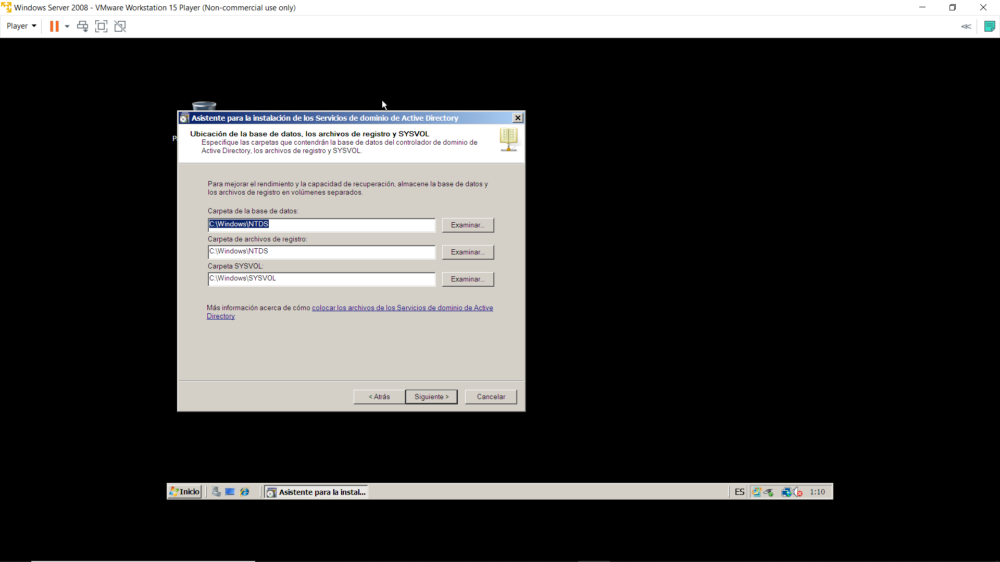 Windows Server 2008 - VMware Workstation 15 Player (Non-commercial use only)
Player
Asistente para la instalación de los Servicios de dominio de Active Directory
Ubicación de la base de datos, los archivos de registro y SYSVOL
Especifique las carpetas que contendrán la base de datos del controlador de dominio de
Active Directory, los archivos de registro y SYSVOL.
Para mejorar el rendimiento y la capacidad de recuperación, almacene la base de datos y
los archivos de registro en volúmenes separados.
Carpeta de la base de datos:
C:\Windows\NTDS
Examinar...
Carpeta de archivos de registro:
C:\Windows\NTDS
Examinar...
Carpeta SYSVOL:
C:\Windows\SYSVOL
Examinar...
Más información acerca de cómo colocar los archivos de los Servicios de dominio de Active
Directory
< Atrás
Siguiente >
Cancelar
Inicio
Asistente para la instal...
ES
1:10